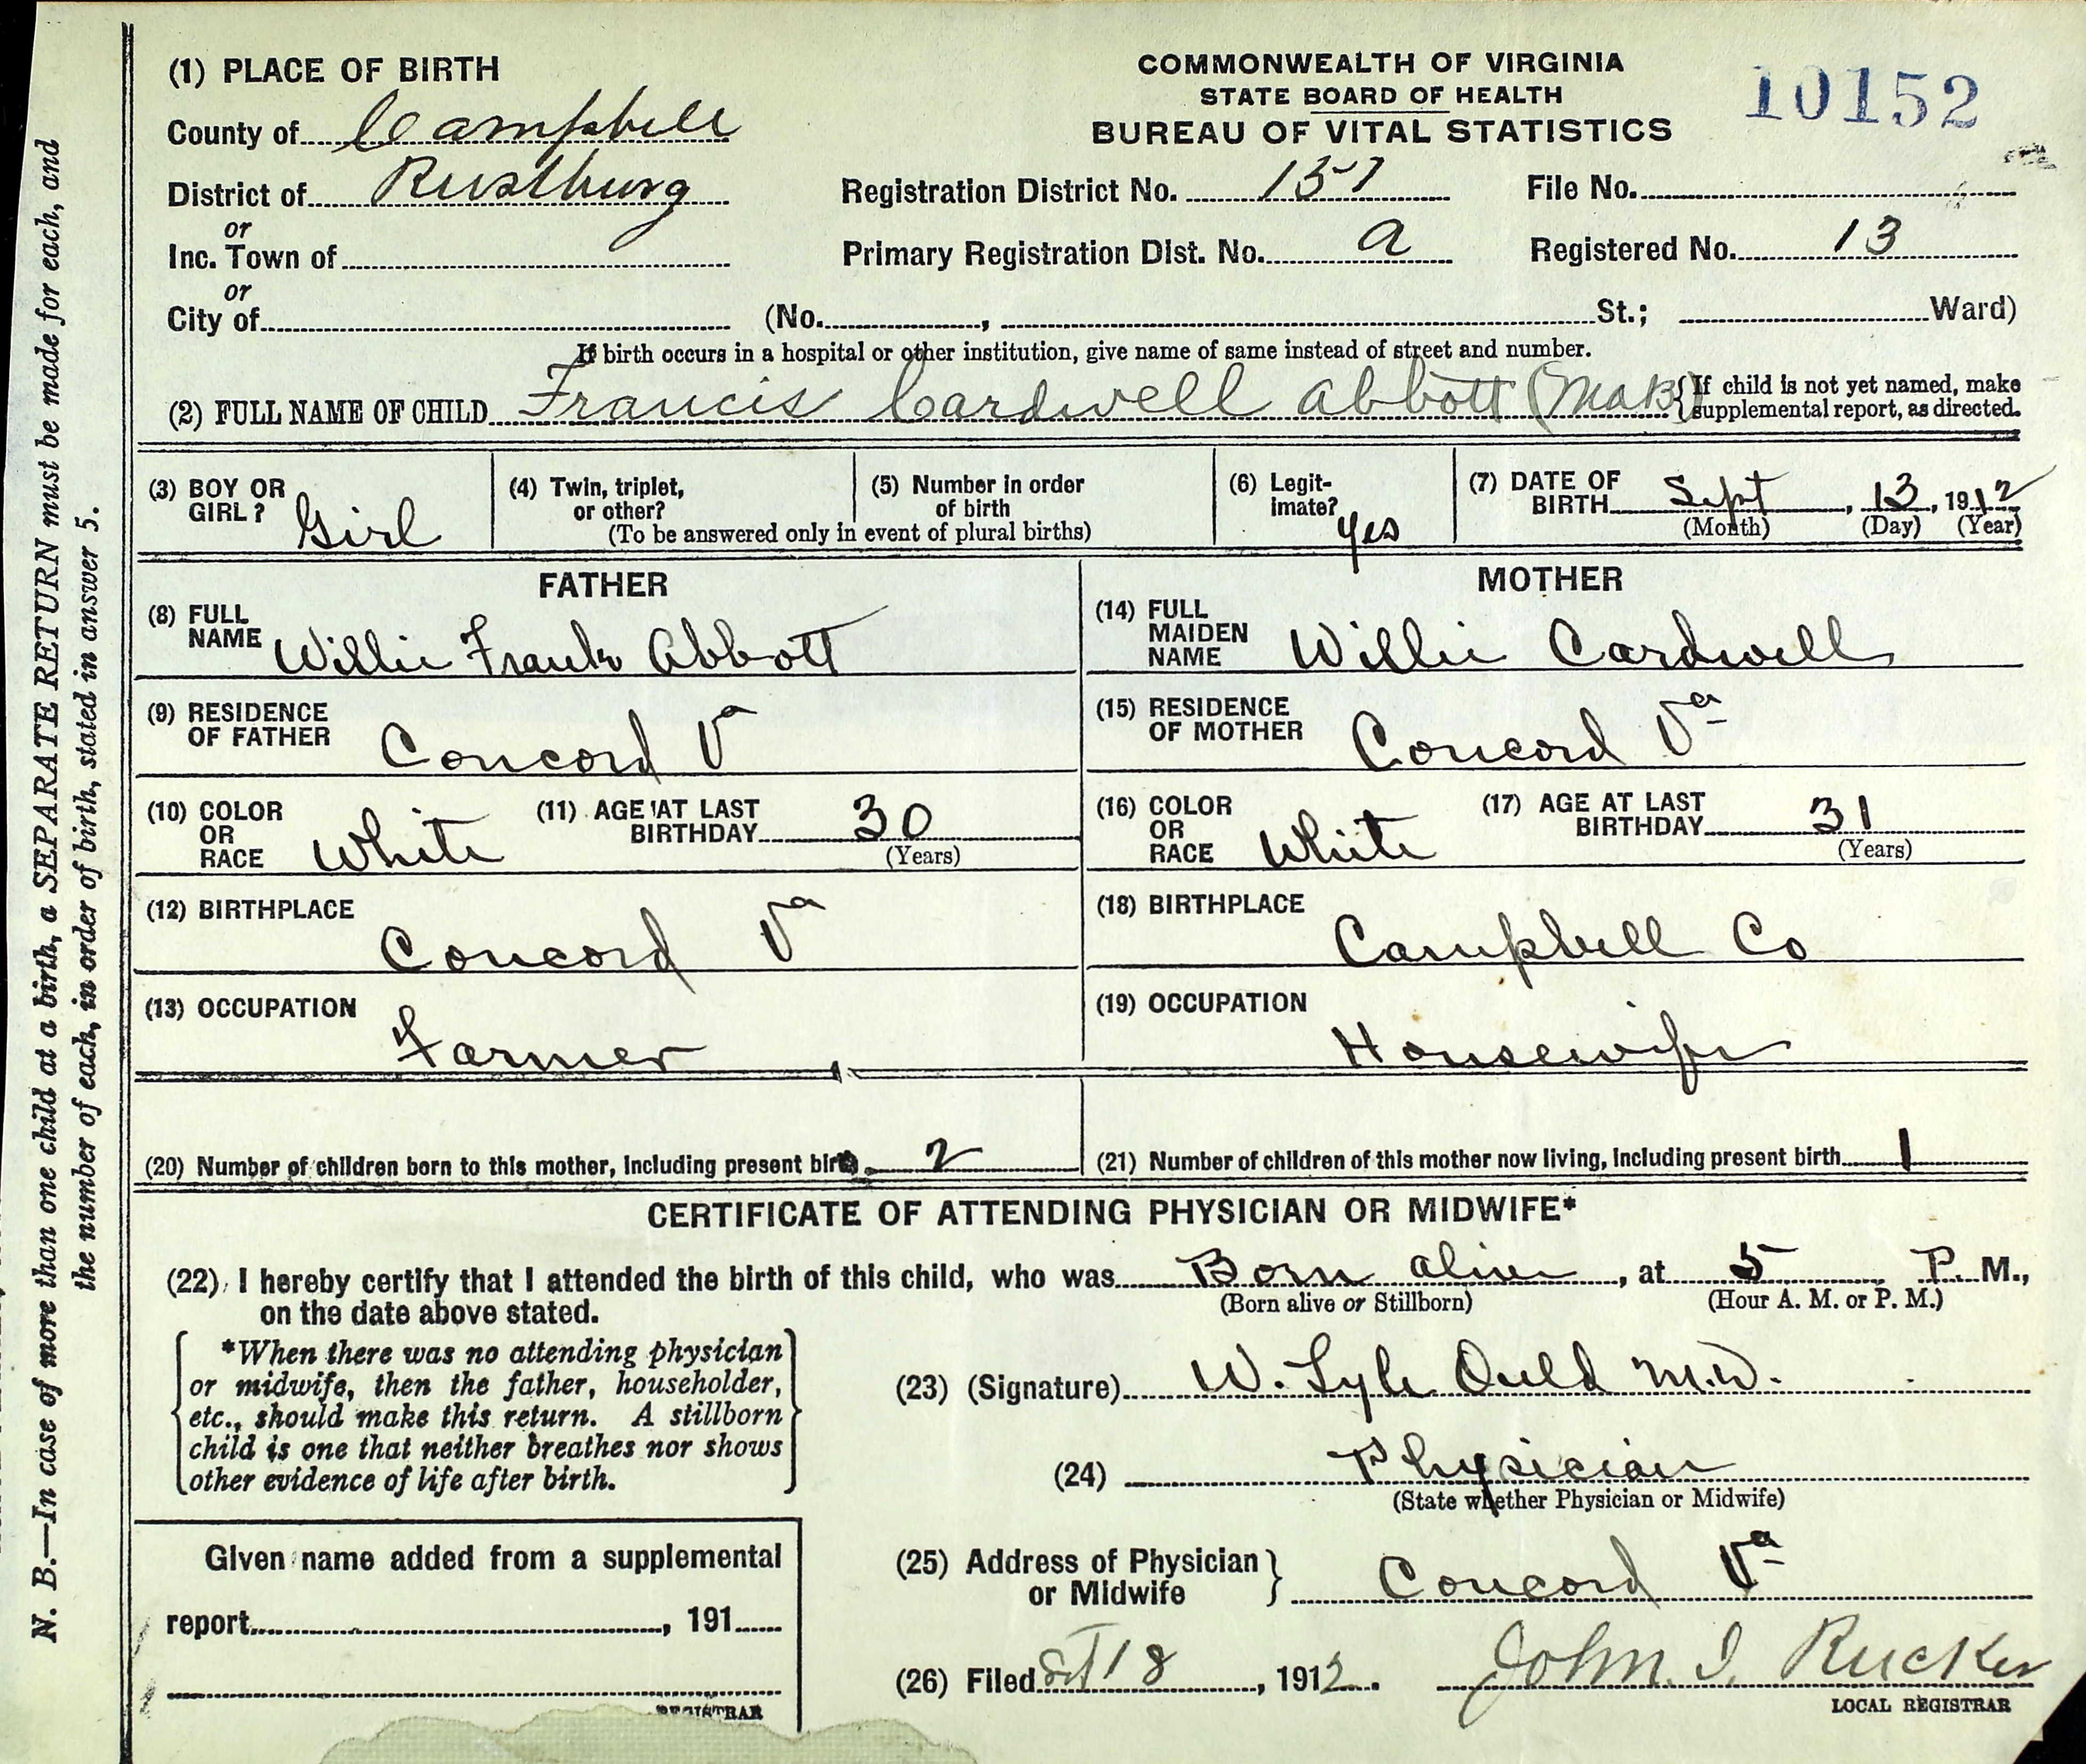 (1) PLACE OF BIRTH
COMMONWEALTH OF VIRGINIA
STATE BOARD OF HEALTH
BUREAU OF VITAL STATISTICS
10152
County of Campbell
District of Rustburg
Registration District No. 157
File No.
or
Inc. Town of
Primary Registration Dist. No. a
Registered No. 13
or
City of (No. , St.; Ward)
If birth occurs in a hospital or other institution, give name of same instead of street and number.
(2) FULL NAME OF CHILD Francis Cardwell Abbott { If child is not yet named, make
supplemental report, as directed.
(3) BOY OR GIRL? Girl
(4) Twin, triplet, or other?
(5) Number in order of birth
(To be answered only in event of plural births)
(6) Legitimate? yes
(7) DATE OF BIRTH Sept, 13, 1912
(Month) (Day) (Year)
FATHER
(8) FULL NAME Willie Frank Abbott
(9) RESIDENCE OF FATHER Concord Va
(10) COLOR OR RACE White
(11) AGE AT LAST BIRTHDAY 30
(Years)
(12) BIRTHPLACE Concord Va
(13) OCCUPATION
Farmer
MOTHER
(14) FULL MAIDEN NAME Willie Cardwell
(15) RESIDENCE OF MOTHER Concord Va
(16) COLOR OR RACE White
(17) AGE AT LAST BIRTHDAY 31
(Years)
(18) BIRTHPLACE
Campbell Co
(19) OCCUPATION
Housewife
(20) Number of children born to this mother, including present birth 2
(21) Number of children of this mother now living, including present birth 1
CERTIFICATE OF ATTENDING PHYSICIAN OR MIDWIFE*
(22) I hereby certify that I attended the birth of this child, who was Born alive, at 5 P. M.,
(Born alive or Stillborn) (Hour A. M. or P. M.)
on the date above stated.
*When there was no attending physician
or midwife, then the father, householder,
etc., should make this return. A stillborn
child is one that neither breathes nor shows
other evidence of life after birth.
(23) (Signature) W. Lyle Ould M.D.
(24) Physician
(State whether Physician or Midwife)
Given name added from a supplemental
report , 191
REGISTRAR
(25) Address of Physician or Midwife } Concord Va
(26) Filed 18, 1912. John. I. Rucker
LOCAL REGISTRAR
N. B.—In case of more than one child at a birth, a SEPARATE RETURN must be made for each, and
the number of each, in order of birth, stated in answer 5.